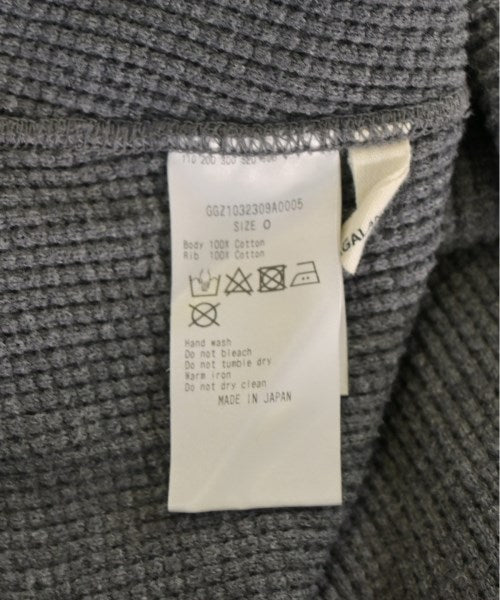 GGZ1032309A0005
SIZE 0
Body 100% Cotton
Rib 100% Cotton
Hand wash
Do not bleach
Do not tumble dry
Warm iron
Do not dry clean
MADE IN JAPAN